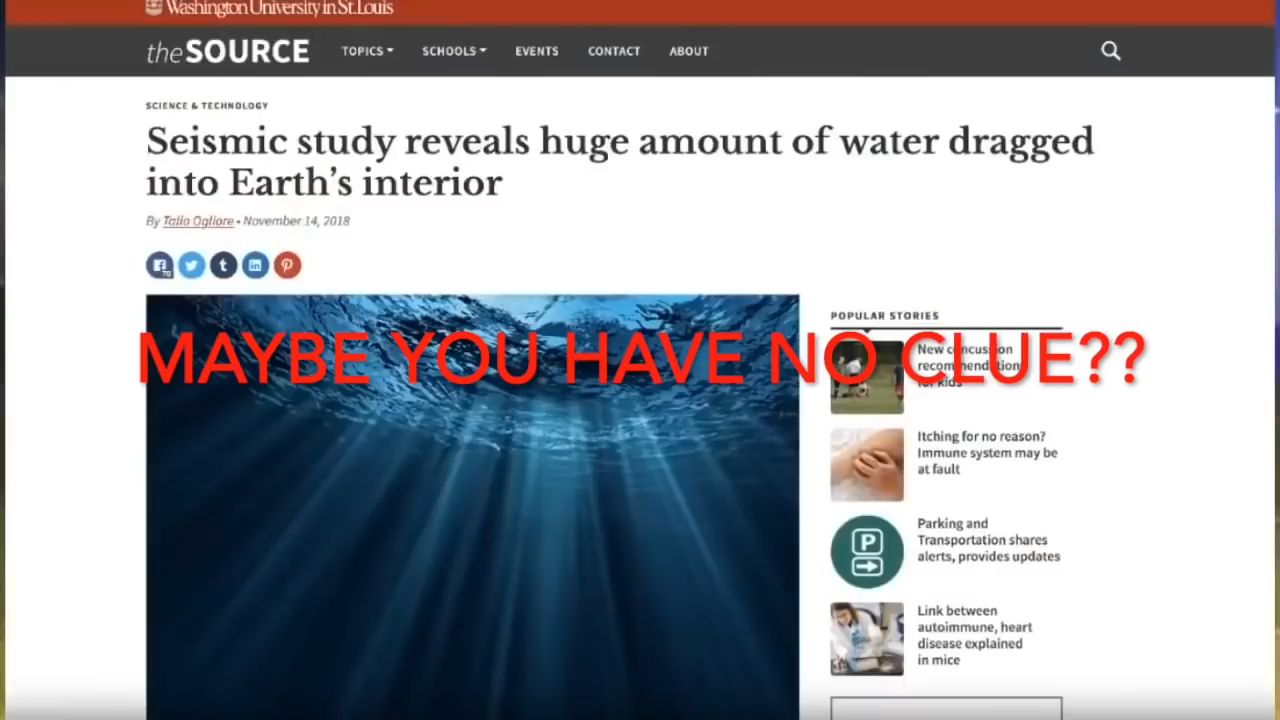 Washington University in St. Louis
the SOURCE
TOPICS SCHOOLS EVENTS CONTACT ABOUT
SCIENCE & TECHNOLOGY
Seismic study reveals huge amount of water dragged
into Earth's interior
By Talia Ogliore • November 14, 2018
MAYBE YOU HAVE NO CLUE??
POPULAR STORIES
New concussion
recommendations
for kids
Itching for no reason?
Immune system may be
at fault
Parking and
Transportation shares
alerts, provides updates
P
Link between
autoimmune, heart
disease explained
in mice